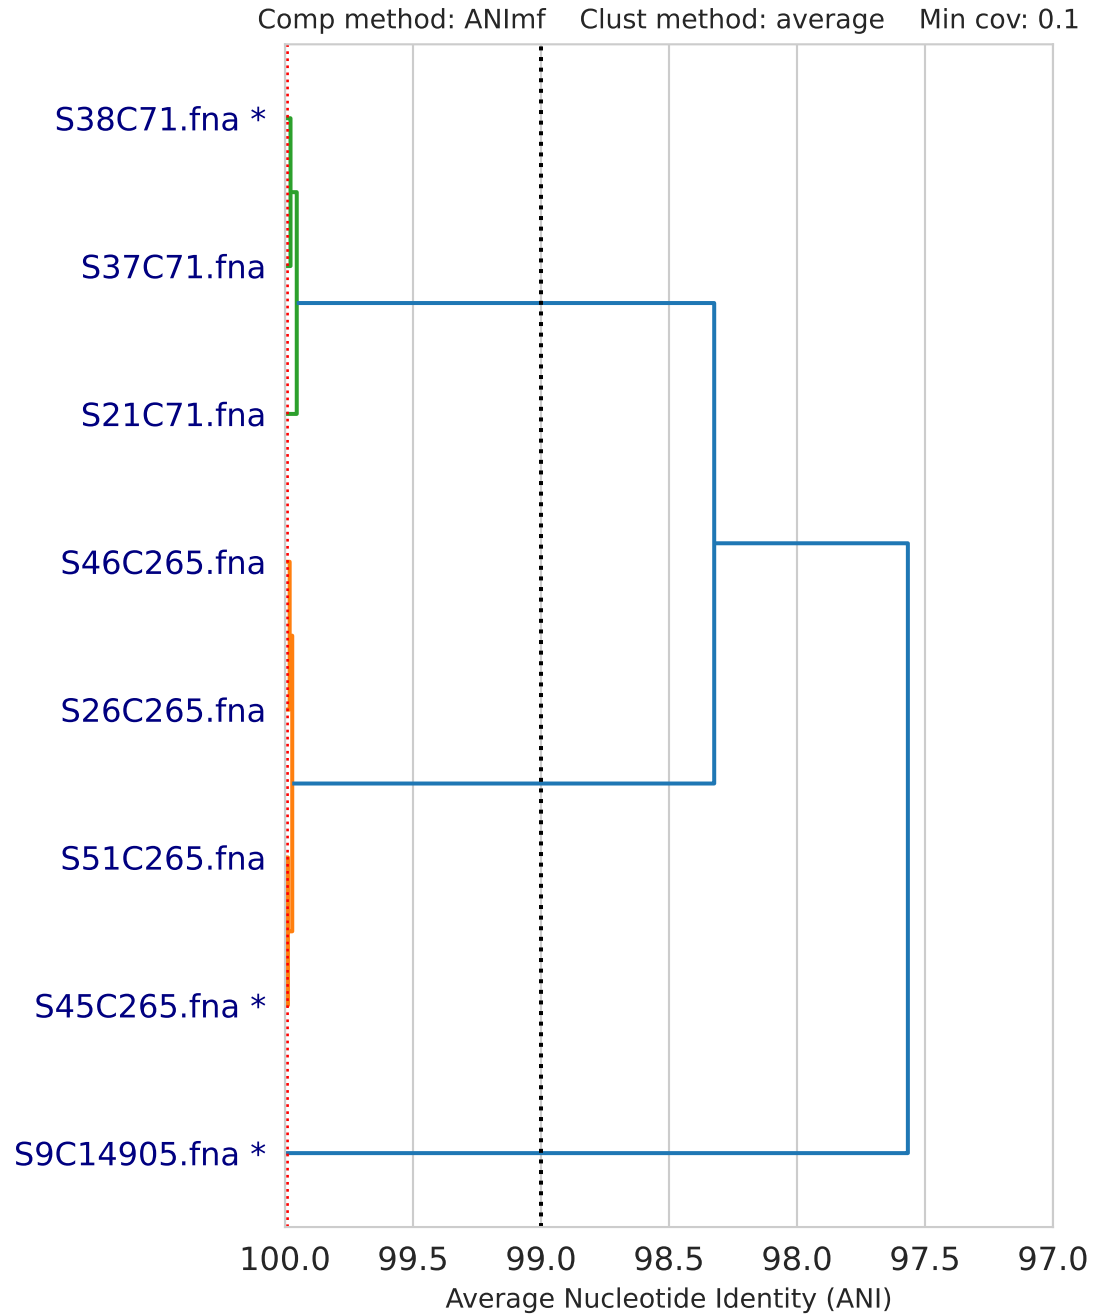 Comp method: ANImf    Clust method: average    Min cov: 0.1
S38C71.fna *
S37C71.fna
S21C71.fna
S46C265.fna
S26C265.fna
S51C265.fna
S45C265.fna *
S9C14905.fna *
100.0 99.5 99.0 98.5 98.0 97.5 97.0
Average Nucleotide Identity (ANI)